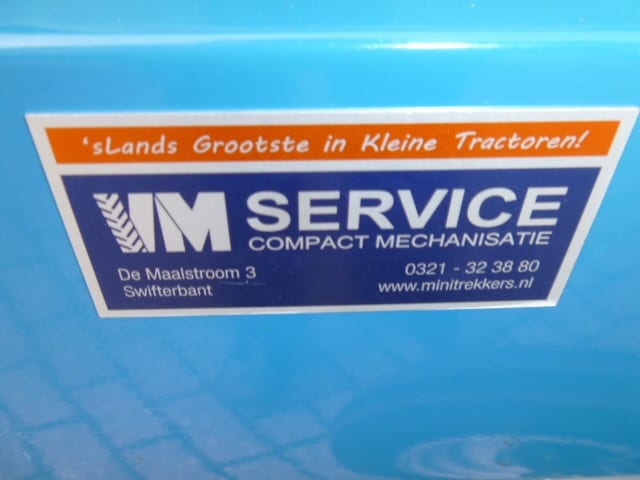 'sLands Grootste in Kleine Tractoren!
VM SERVICE
COMPACT MECHANISATIE
De Maalstroom 3
Swifterbant
0321 - 32 38 80
www.minitrekkers.nl